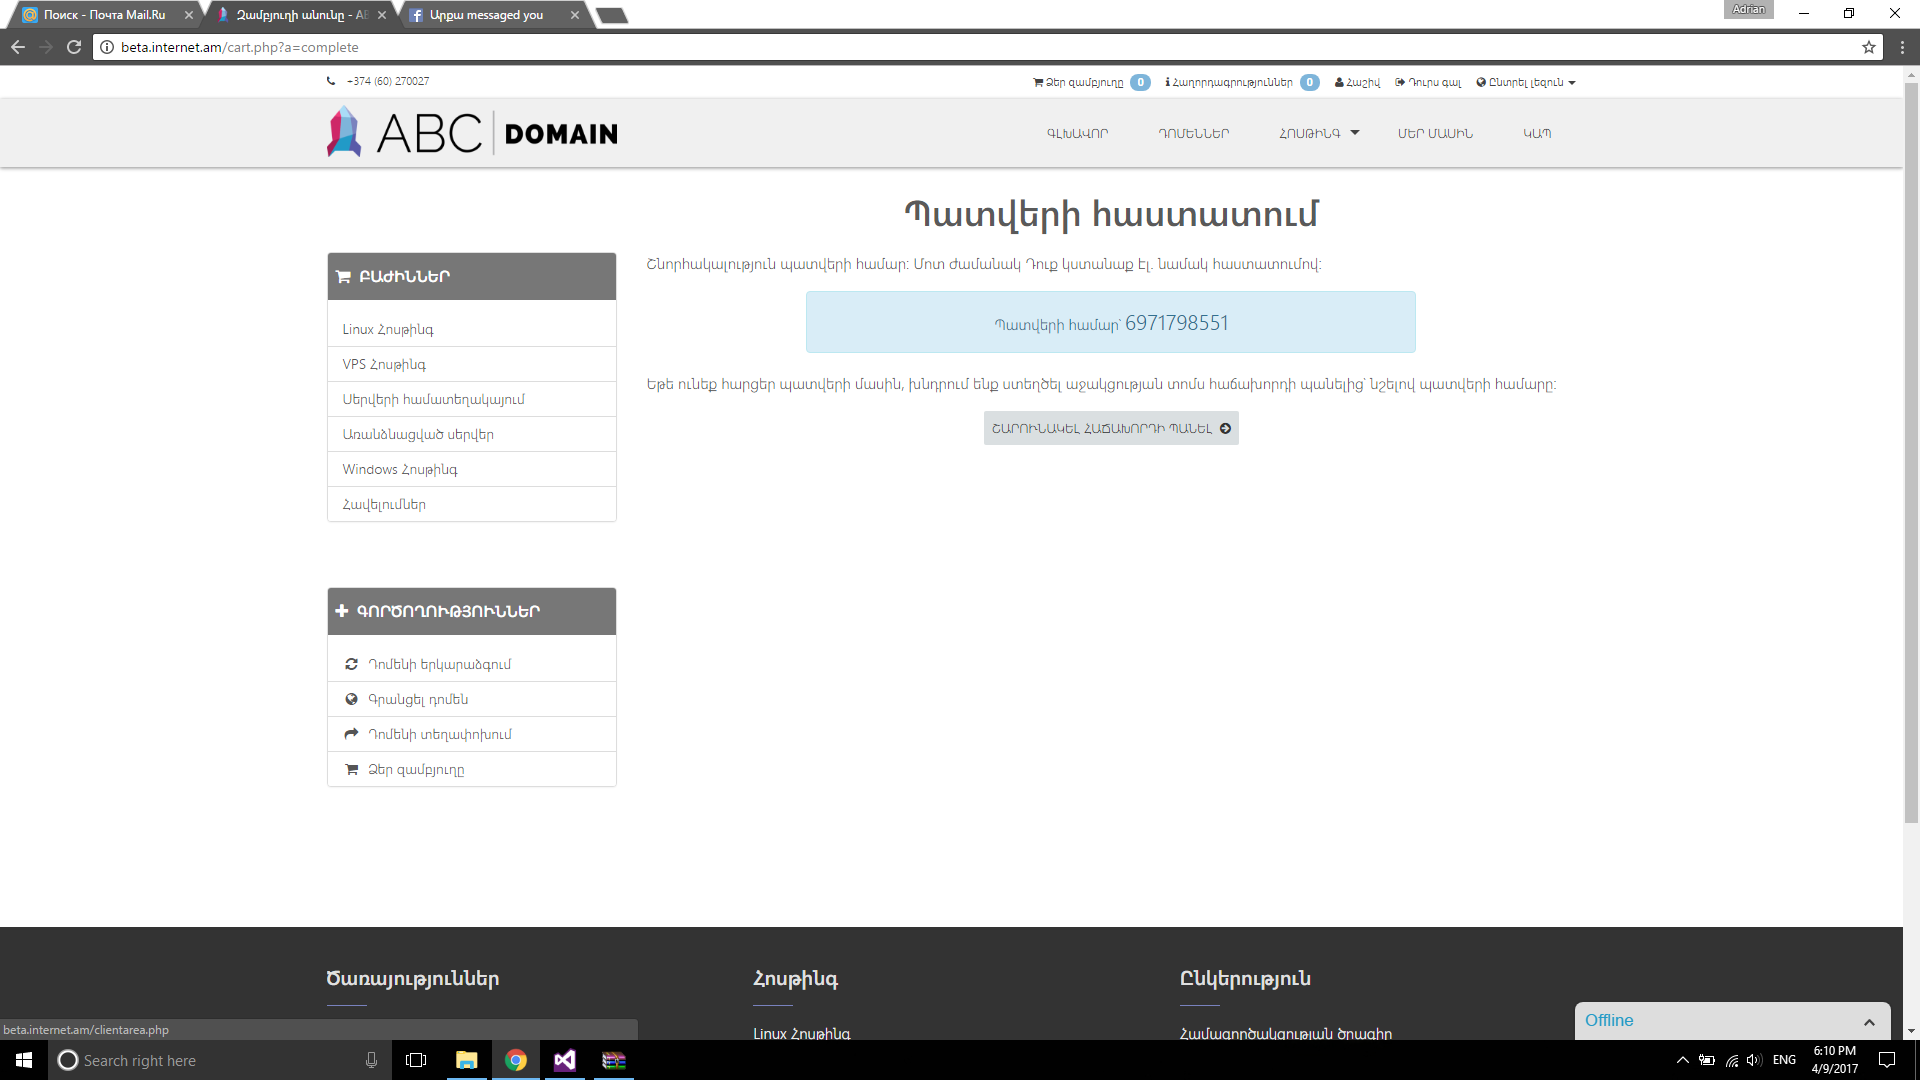 Поиск - Почта Mail.Ru
Զամբյուղի անունը - AB
Արքա messaged you
Adrian
beta.internet.am/cart.php?a=complete
+374 (60) 270027
Ձեր զամբյուղը 0
Հաղորդագրություններ 0
Հաշիվ
Դուրս գալ
Ընտրել լեզուն
ABC DOMAIN
ԳԼԽԱՎՈՐ
ԴՈՄԵՆՆԵՐ
ՀՈՍԹԻՆԳ
ՄԵՐ ՄԱՍԻՆ
ԿԱՊ
Պատվերի հաստատում
Շնորհակալություն պատվերի համար: Մոտ ժամանակ Դուք կստանաք Էլ. նամակ հաստատումով:
Պատվերի համար՝ 6971798551
Եթե ունեք հարցեր պատվերի մասին, խնդրում ենք ստեղծել աջակցության տոմս հաճախորդի պանելից՝ նշելով պատվերի համարը:
ՇԱՐՈՒՆԱԿԵԼ ՀԱՃԱԽՈՐԴԻ ՊԱՆԵԼ
ԲԱԺԻՆՆԵՐ
Linux Հոսթինգ
VPS Հոսթինգ
Սերվերի համատեղակայում
Առանձնացված սերվեր
Windows Հոսթինգ
Հավելումներ
ԳՈՐԾՈՂՈՒԹՅՈՒՆՆԵՐ
Դոմենի երկարաձգում
Գրանցել դոմեն
Դոմենի տեղափոխում
Ձեր զամբյուղը
Ծառայություններ
Հոսթինգ
Ընկերություն
Linux Հոսթինգ
Համագործակցության ծրագիր
Offline
beta.internet.am/clientarea.php
Search right here
ENG
6:10 PM
4/9/2017